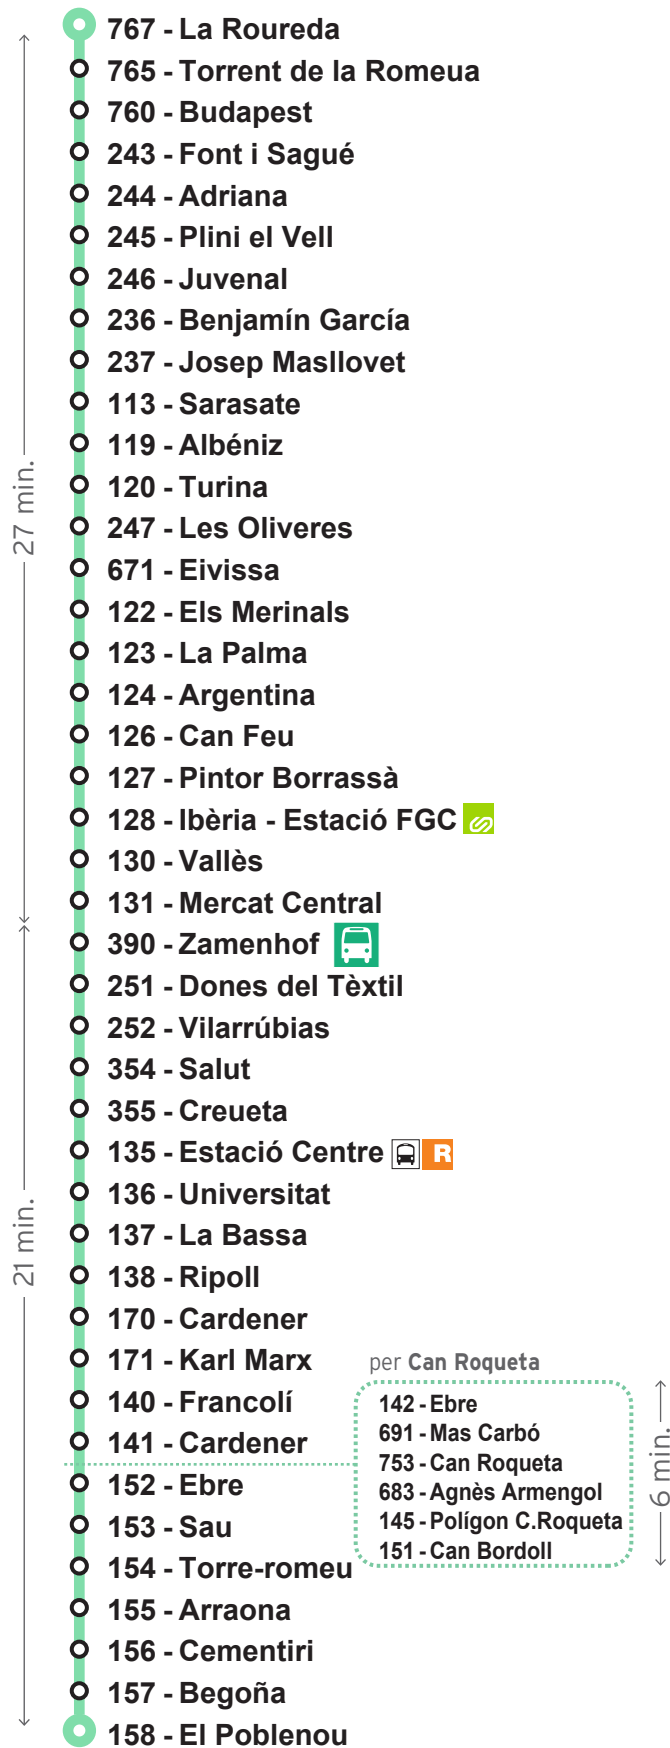 767 - La Roureda
765 - Torrent de la Romeua
760 - Budapest
243 - Font i Sagué
244 - Adriana
245 - Plini el Vell
246 - Juvenal
236 - Benjamín García
237 - Josep Masllovet
113 - Sarasate
119 - Albéniz
120 - Turina
247 - Les Oliveres
671 - Eivissa
122 - Els Merinals
123 - La Palma
124 - Argentina
126 - Can Feu
127 - Pintor Borrassà
128 - Ibèria - Estació FGC
130 - Vallès
131 - Mercat Central
27 min.
390 - Zamenhof
251 - Dones del Tèxtil
252 - Vilarrúbias
354 - Salut
355 - Creueta
135 - Estació Centre R
136 - Universitat
137 - La Bassa
138 - Ripoll
170 - Cardener
171 - Karl Marx
140 - Francolí
141 - Cardener
per Can Roqueta
142 - Ebre
691 - Mas Carbó
753 - Can Roqueta
683 - Agnès Armengol
145 - Polígon C.Roqueta
151 - Can Bordoll
6 min.
152 - Ebre
153 - Sau
154 - Torre-romeu
155 - Arraona
156 - Cementiri
157 - Begoña
158 - El Poblenou
21 min.